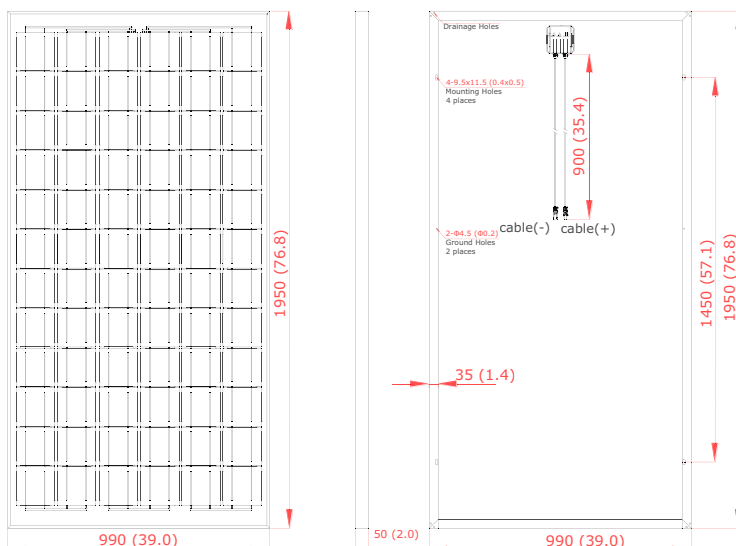 Drainage Holes
4-9.5x11.5 (0.4x0.5)
Mounting Holes
4 places
900 (35.4)
cable(-) cable(+)
2-Φ4.5 (Φ0.2)
Ground Holes
2 places
1950 (76.8)
1450 (57.1)
1950 (76.8)
35 (1.4)
990 (39.0)
50 (2.0)
990 (39.0)